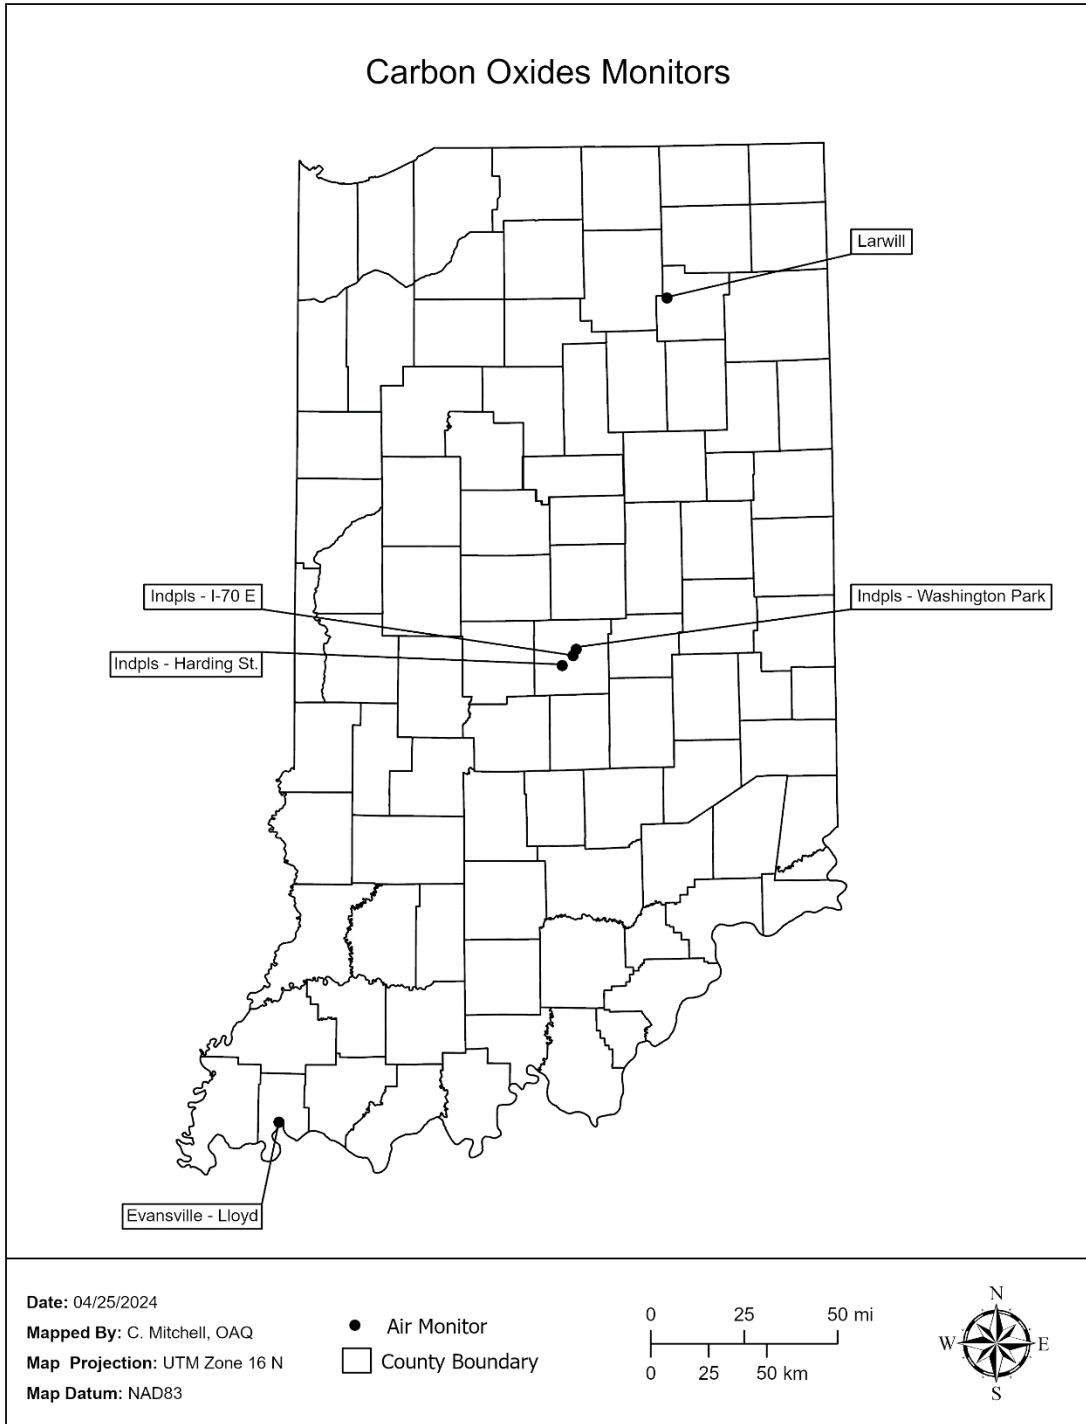 Carbon Oxides Monitors
Larwill
Indpls - I-70 E
Indpls - Washington Park
Indpls - Harding St.
Evansville - Lloyd
Date: 04/25/2024
Mapped By: C. Mitchell, OAQ
Map Projection: UTM Zone 16 N
Map Datum: NAD83
Air Monitor
County Boundary
0 25 50 mi
0 25 50 km
N
W E
S